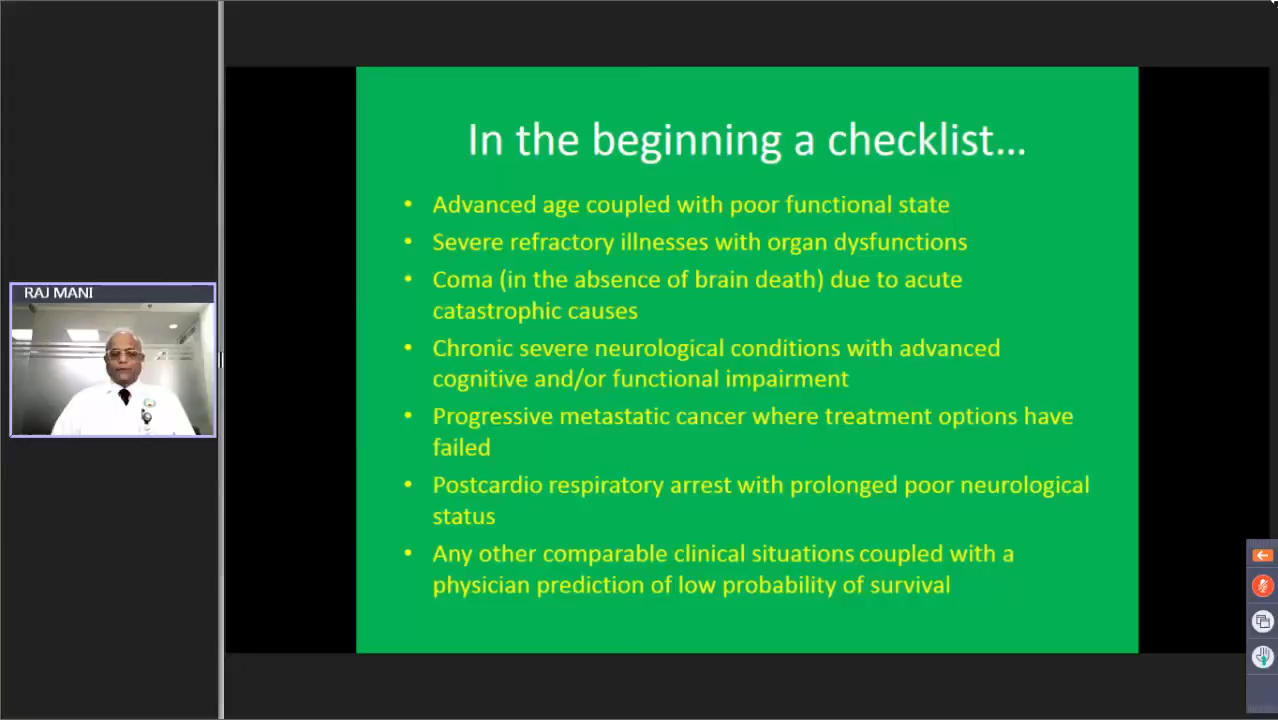 RAJ MANI
In the beginning a checklist...
• Advanced age coupled with poor functional state
• Severe refractory illnesses with organ dysfunctions
• Coma (in the absence of brain death) due to acute
catastrophic causes
• Chronic severe neurological conditions with advanced
cognitive and/or functional impairment
• Progressive metastatic cancer where treatment options have
failed
• Postcardio respiratory arrest with prolonged poor neurological
status
• Any other comparable clinical situations coupled with a
physician prediction of low probability of survival